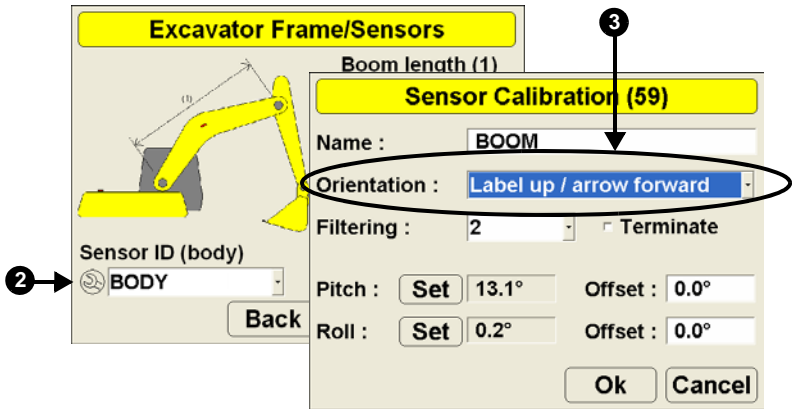 3
Excavator Frame/Sensors
Boom length (1)
(1)
Sensor ID (body)
2
BODY
Back
Sensor Calibration (59)
Name :
BOOM
Orientation :
Label up / arrow forward
Filtering :
2
Terminate
Pitch :
Set
13.1°
Offset :
0.0°
Roll :
Set
0.2°
Offset :
0.0°
Ok
Cancel